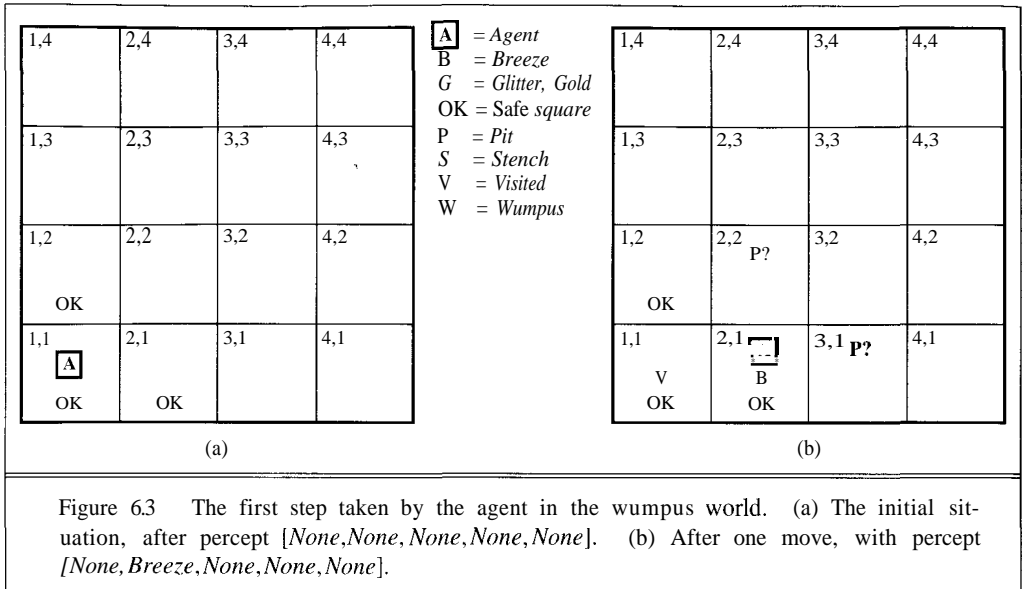 1,4 2,4 3,4 4,4
1,3 2,3 3,3 4,3
1,2 2,2 3,2 4,2
OK
1,1 2,1 3,1 4,1
A
OK OK
(a)
A = Agent
B = Breeze
G = Glitter, Gold
OK = Safe square
P = Pit
S = Stench
V = Visited
W = Wumpus
1,4 2,4 3,4 4,4
1,3 2,3 3,3 4,3
1,2 2,2 3,2 4,2
P?
OK
1,1 2,1 3,1 P? 4,1
V B
OK OK
(b)
Figure 6.3 The first step taken by the agent in the wumpus world. (a) The initial sit-
uation, after percept [None,None, None, None, None]. (b) After one move, with percept
[None, Breeze, None, None, None].